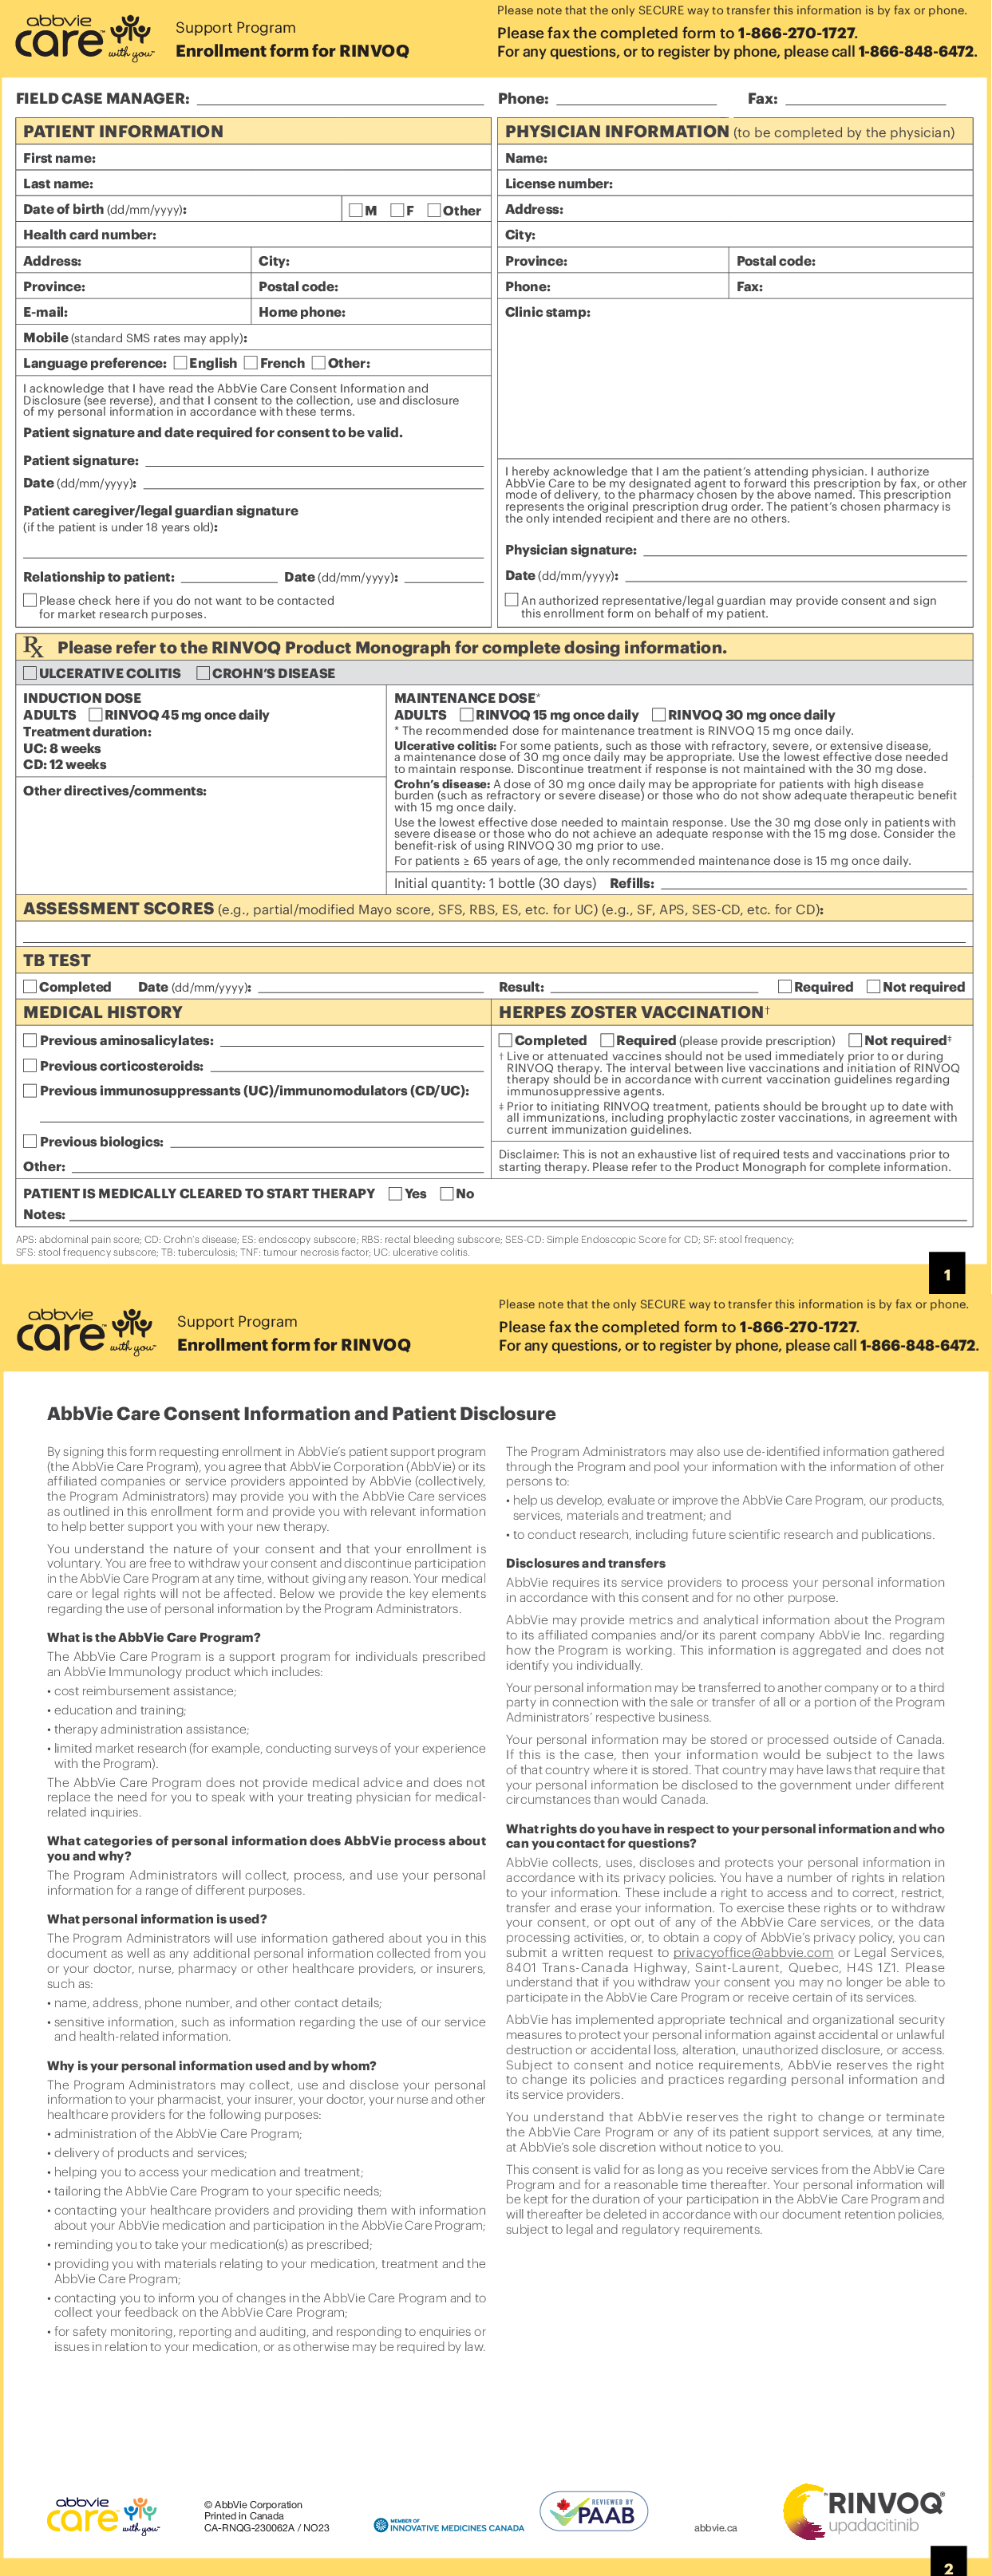 abbvie
care™
with you™
Support Program
Enrollment form for RINVOQ
Please note that the only SECURE way to transfer this information is by fax or phone.
Please fax the completed form to 1-866-270-1727.
For any questions, or to register by phone, please call 1-866-848-6472.
FIELD CASE MANAGER:
Phone:
Fax:
PATIENT INFORMATION
First name:
Last name:
Date of birth (dd/mm/yyyy):
M F Other
Health card number:
Address: City:
Province: Postal code:
E-mail: Home phone:
Mobile (standard SMS rates may apply):
Language preference: English French Other:
I acknowledge that I have read the AbbVie Care Consent Information and
Disclosure (see reverse), and that I consent to the collection, use and disclosure
of my personal information in accordance with these terms.
Patient signature and date required for consent to be valid.
Patient signature:
Date (dd/mm/yyyy):
Patient caregiver/legal guardian signature
(if the patient is under 18 years old):
Relationship to patient: Date (dd/mm/yyyy):
Please check here if you do not want to be contacted
for market research purposes.
PHYSICIAN INFORMATION (to be completed by the physician)
Name:
License number:
Address:
City:
Province: Postal code:
Phone: Fax:
Clinic stamp:
I hereby acknowledge that I am the patient's attending physician. I authorize
AbbVie Care to be my designated agent to forward this prescription by fax, or other
mode of delivery, to the pharmacy chosen by the above named. This prescription
represents the original prescription drug order. The patient's chosen pharmacy is
the only intended recipient and there are no others.
Physician signature:
Date (dd/mm/yyyy):
An authorized representative/legal guardian may provide consent and sign
this enrollment form on behalf of my patient.
Rx Please refer to the RINVOQ Product Monograph for complete dosing information.
ULCERATIVE COLITIS CROHN'S DISEASE
INDUCTION DOSE
ADULTS RINVOQ 45 mg once daily
Treatment duration:
UC: 8 weeks
CD: 12 weeks
Other directives/comments:
MAINTENANCE DOSE*
ADULTS RINVOQ 15 mg once daily RINVOQ 30 mg once daily
* The recommended dose for maintenance treatment is RINVOQ 15 mg once daily.
Ulcerative colitis: For some patients, such as those with refractory, severe, or extensive disease,
a maintenance dose of 30 mg once daily may be appropriate. Use the lowest effective dose needed
to maintain response. Discontinue treatment if response is not maintained with the 30 mg dose.
Crohn's disease: A dose of 30 mg once daily may be appropriate for patients with high disease
burden (such as refractory or severe disease) or those who do not show adequate therapeutic benefit
with 15 mg once daily.
Use the lowest effective dose needed to maintain response. Use the 30 mg dose only in patients with
severe disease or those who do not achieve an adequate response with the 15 mg dose. Consider the
benefit-risk of using RINVOQ 30 mg prior to use.
For patients ≥ 65 years of age, the only recommended maintenance dose is 15 mg once daily.
Initial quantity: 1 bottle (30 days) Refills:
ASSESSMENT SCORES (e.g., partial/modified Mayo score, SFS, RBS, ES, etc. for UC) (e.g., SF, APS, SES-CD, etc. for CD):
TB TEST
Completed Date (dd/mm/yyyy): Result: Required Not required
MEDICAL HISTORY
Previous aminosalicylates:
Previous corticosteroids:
Previous immunosuppressants (UC)/immunomodulators (CD/UC):
Previous biologics:
Other:
HERPES ZOSTER VACCINATION†
Completed Required (please provide prescription) Not required‡
† Live or attenuated vaccines should not be used immediately prior to or during
RINVOQ therapy. The interval between live vaccinations and initiation of RINVOQ
therapy should be in accordance with current vaccination guidelines regarding
immunosuppressive agents.
‡ Prior to initiating RINVOQ treatment, patients should be brought up to date with
all immunizations, including prophylactic zoster vaccinations, in agreement with
current immunization guidelines.
Disclaimer: This is not an exhaustive list of required tests and vaccinations prior to
starting therapy. Please refer to the Product Monograph for complete information.
PATIENT IS MEDICALLY CLEARED TO START THERAPY Yes No
Notes:
APS: abdominal pain score; CD: Crohn's disease; ES: endoscopy subscore; RBS: rectal bleeding subscore; SES-CD: Simple Endoscopic Score for CD; SF: stool frequency;
SFS: stool frequency subscore; TB: tuberculosis; TNF: tumour necrosis factor; UC: ulcerative colitis.
1
abbvie
care™
with you™
Support Program
Enrollment form for RINVOQ
Please note that the only SECURE way to transfer this information is by fax or phone.
Please fax the completed form to 1-866-270-1727.
For any questions, or to register by phone, please call 1-866-848-6472.
AbbVie Care Consent Information and Patient Disclosure
By signing this form requesting enrollment in AbbVie's patient support program
(the AbbVie Care Program), you agree that AbbVie Corporation (AbbVie) or its
affiliated companies or service providers appointed by AbbVie (collectively,
the Program Administrators) may provide you with the AbbVie Care services
as outlined in this enrollment form and provide you with relevant information
to help better support you with your new therapy.
You understand the nature of your consent and that your enrollment is
voluntary. You are free to withdraw your consent and discontinue participation
in the AbbVie Care Program at any time, without giving any reason. Your medical
care or legal rights will not be affected. Below we provide the key elements
regarding the use of personal information by the Program Administrators.
What is the AbbVie Care Program?
The AbbVie Care Program is a support program for individuals prescribed
an AbbVie Immunology product which includes:
• cost reimbursement assistance;
• education and training;
• therapy administration assistance;
• limited market research (for example, conducting surveys of your experience
with the Program).
The AbbVie Care Program does not provide medical advice and does not
replace the need for you to speak with your treating physician for medical-
related inquiries.
What categories of personal information does AbbVie process about
you and why?
The Program Administrators will collect, process, and use your personal
information for a range of different purposes.
What personal information is used?
The Program Administrators will use information gathered about you in this
document as well as any additional personal information collected from you
or your doctor, nurse, pharmacy or other healthcare providers, or insurers,
such as:
• name, address, phone number, and other contact details;
• sensitive information, such as information regarding the use of our service
and health-related information.
Why is your personal information used and by whom?
The Program Administrators may collect, use and disclose your personal
information to your pharmacist, your insurer, your doctor, your nurse and other
healthcare providers for the following purposes:
• administration of the AbbVie Care Program;
• delivery of products and services;
• helping you to access your medication and treatment;
• tailoring the AbbVie Care Program to your specific needs;
• contacting your healthcare providers and providing them with information
about your AbbVie medication and participation in the AbbVie Care Program;
• reminding you to take your medication(s) as prescribed;
• providing you with materials relating to your medication, treatment and the
AbbVie Care Program;
• contacting you to inform you of changes in the AbbVie Care Program and to
collect your feedback on the AbbVie Care Program;
• for safety monitoring, reporting and auditing, and responding to enquiries or
issues in relation to your medication, or as otherwise may be required by law.
The Program Administrators may also use de-identified information gathered
through the Program and pool your information with the information of other
persons to:
• help us develop, evaluate or improve the AbbVie Care Program, our products,
services, materials and treatment; and
• to conduct research, including future scientific research and publications.
Disclosures and transfers
AbbVie requires its service providers to process your personal information
in accordance with this consent and for no other purpose.
AbbVie may provide metrics and analytical information about the Program
to its affiliated companies and/or its parent company AbbVie Inc. regarding
how the Program is working. This information is aggregated and does not
identify you individually.
Your personal information may be transferred to another company or to a third
party in connection with the sale or transfer of all or a portion of the Program
Administrators' respective business.
Your personal information may be stored or processed outside of Canada.
If this is the case, then your information would be subject to the laws
of that country where it is stored. That country may have laws that require that
your personal information be disclosed to the government under different
circumstances than would Canada.
What rights do you have in respect to your personal information and who
can you contact for questions?
AbbVie collects, uses, discloses and protects your personal information in
accordance with its privacy policies. You have a number of rights in relation
to your information. These include a right to access and to correct, restrict,
transfer and erase your information. To exercise these rights or to withdraw
your consent, or opt out of any of the AbbVie Care services, or the data
processing activities, or, to obtain a copy of AbbVie's privacy policy, you can
submit a written request to privacyoffice@abbvie.com or Legal Services,
8401 Trans-Canada Highway, Saint-Laurent, Quebec, H4S 1Z1. Please
understand that if you withdraw your consent you may no longer be able to
participate in the AbbVie Care Program or receive certain of its services.
AbbVie has implemented appropriate technical and organizational security
measures to protect your personal information against accidental or unlawful
destruction or accidental loss, alteration, unauthorized disclosure, or access.
Subject to consent and notice requirements, AbbVie reserves the right
to change its policies and practices regarding personal information and
its service providers.
You understand that AbbVie reserves the right to change or terminate
the AbbVie Care Program or any of its patient support services, at any time,
at AbbVie's sole discretion without notice to you.
This consent is valid for as long as you receive services from the AbbVie Care
Program and for a reasonable time thereafter. Your personal information will
be kept for the duration of your participation in the AbbVie Care Program and
will thereafter be deleted in accordance with our document retention policies,
subject to legal and regulatory requirements.
abbvie
care™
with you™
© AbbVie Corporation
Printed in Canada
CA-RNQG-230062A / NO23
MEMBER OF
INNOVATIVE MEDICINES CANADA
REVIEWED BY
PAAB
abbvie.ca
™RINVOQ®
upadacitinib
2